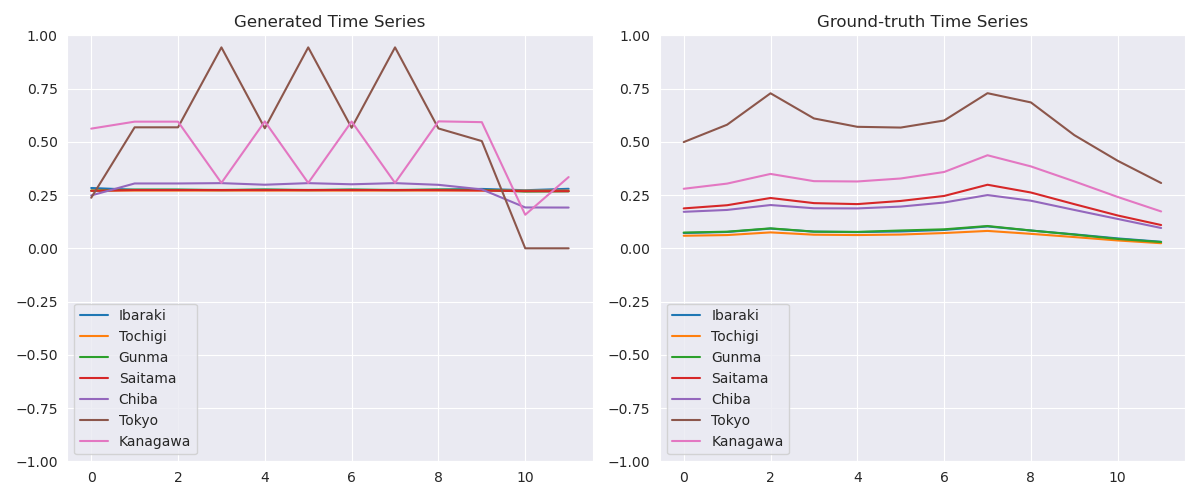 Generated Time Series
1.00
0.75
0.50
0.25
0.00
−0.25
−0.50
−0.75
−1.00
Ibaraki
Tochigi
Gunma
Saitama
Chiba
Tokyo
Kanagawa
0 2 4 6 8 10
Ground-truth Time Series
1.00
0.75
0.50
0.25
0.00
−0.25
−0.50
−0.75
−1.00
Ibaraki
Tochigi
Gunma
Saitama
Chiba
Tokyo
Kanagawa
0 2 4 6 8 10